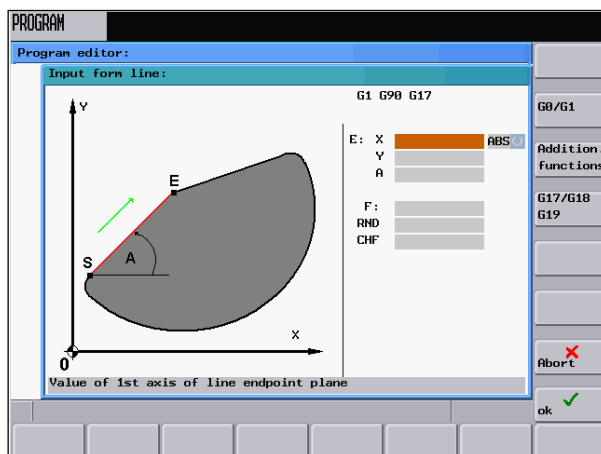 PROGRAM
Program editor:
Input form line:
G1 G90 G17
Y
E: X
ABS
Y
A
E
F:
RND
CHF
S
A
X
0
Value of 1st axis of line endpoint plane
G0/G1
Addition.
functions
G17/G18
G19
Abort
ok